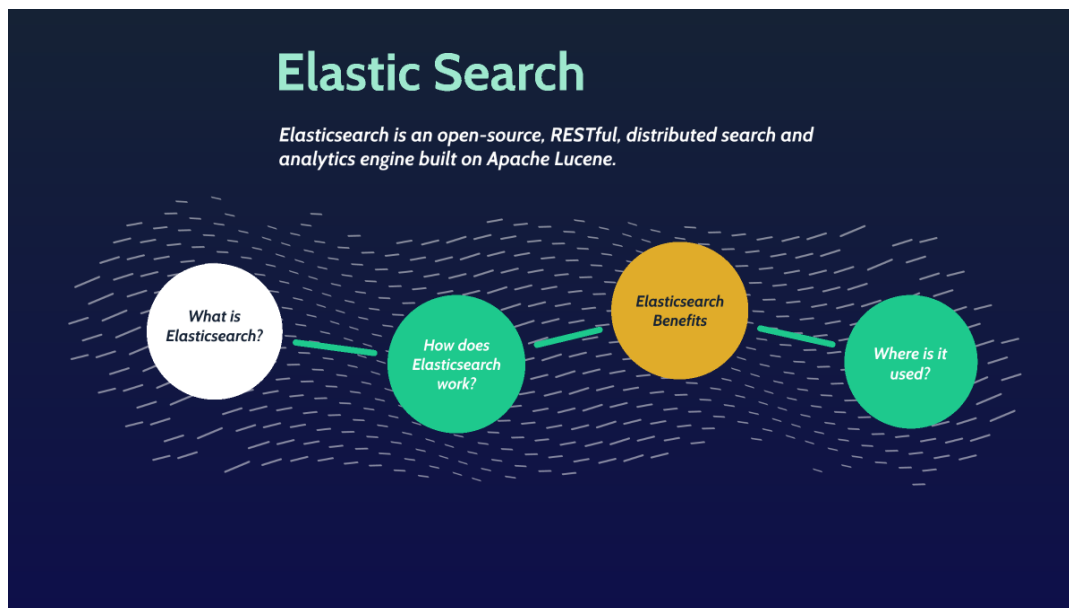 Elastic Search
Elasticsearch is an open-source, RESTful, distributed search and
analytics engine built on Apache Lucene.
What is
Elasticsearch?
How does
Elasticsearch
work?
Elasticsearch
Benefits
Where is it
used?